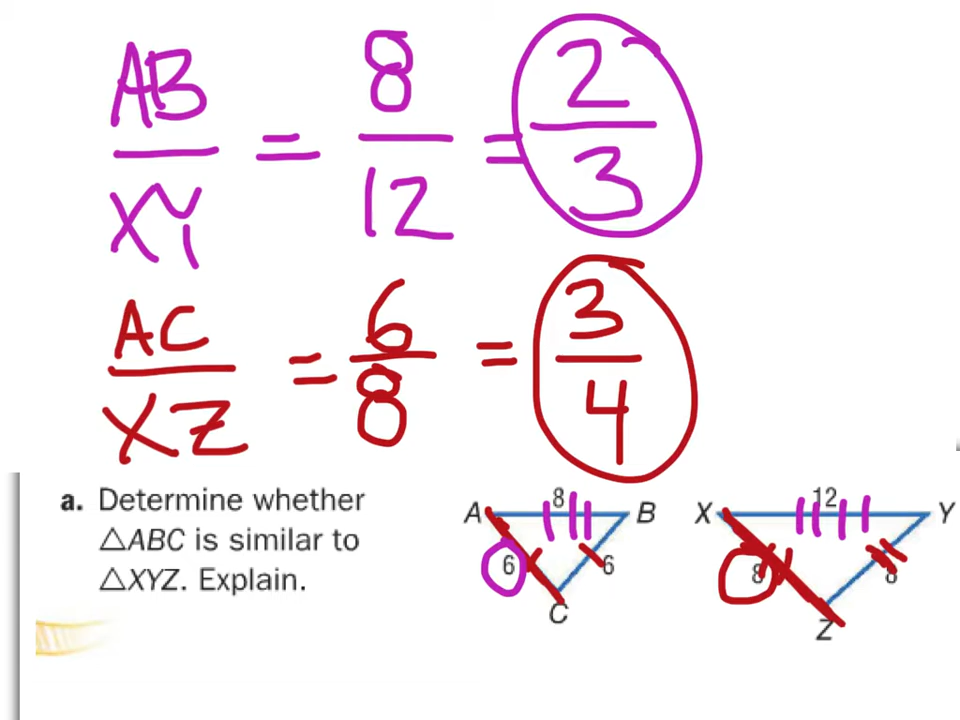 AB/XY = 8/12 = 2/3
AC/XZ = 6/8 = 3/4
a. Determine whether
△ABC is similar to
△XYZ. Explain.
A 8 B
6 6
C
X 12 Y
8 8
Z